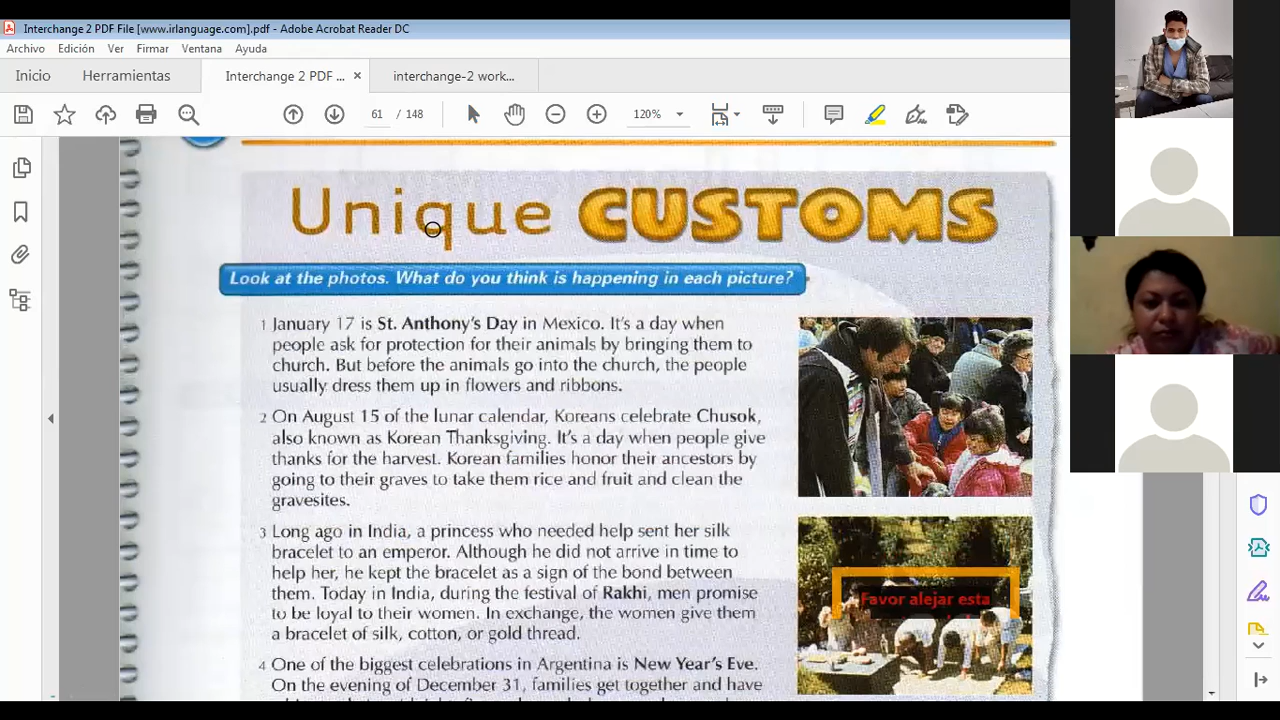 Interchange 2 PDF File [www.irlanguage.com].pdf - Adobe Acrobat Reader DC
Archivo Edición Ver Firmar Ventana Ayuda
Inicio Herramientas Interchange 2 PDF ... × interchange-2 work...
61 / 148 120%
Unique CUSTOMS
Look at the photos. What do you think is happening in each picture?
1 January 17 is St. Anthony's Day in Mexico. It's a day when
people ask for protection for their animals by bringing them to
church. But before the animals go into the church, the people
usually dress them up in flowers and ribbons.
2 On August 15 of the lunar calendar, Koreans celebrate Chusok,
also known as Korean Thanksgiving. It's a day when people give
thanks for the harvest. Korean families honor their ancestors by
going to their graves to take them rice and fruit and clean the
gravesites.
3 Long ago in India, a princess who needed help sent her silk
bracelet to an emperor. Although he did not arrive in time to
help her, he kept the bracelet as a sign of the bond between
them. Today in India, during the festival of Rakhi, men promise
to be loyal to their women. In exchange, the women give them
a bracelet of silk, cotton, or gold thread.
4 One of the biggest celebrations in Argentina is New Year's Eve.
On the evening of December 31, families get together and have
Favor alejar esta